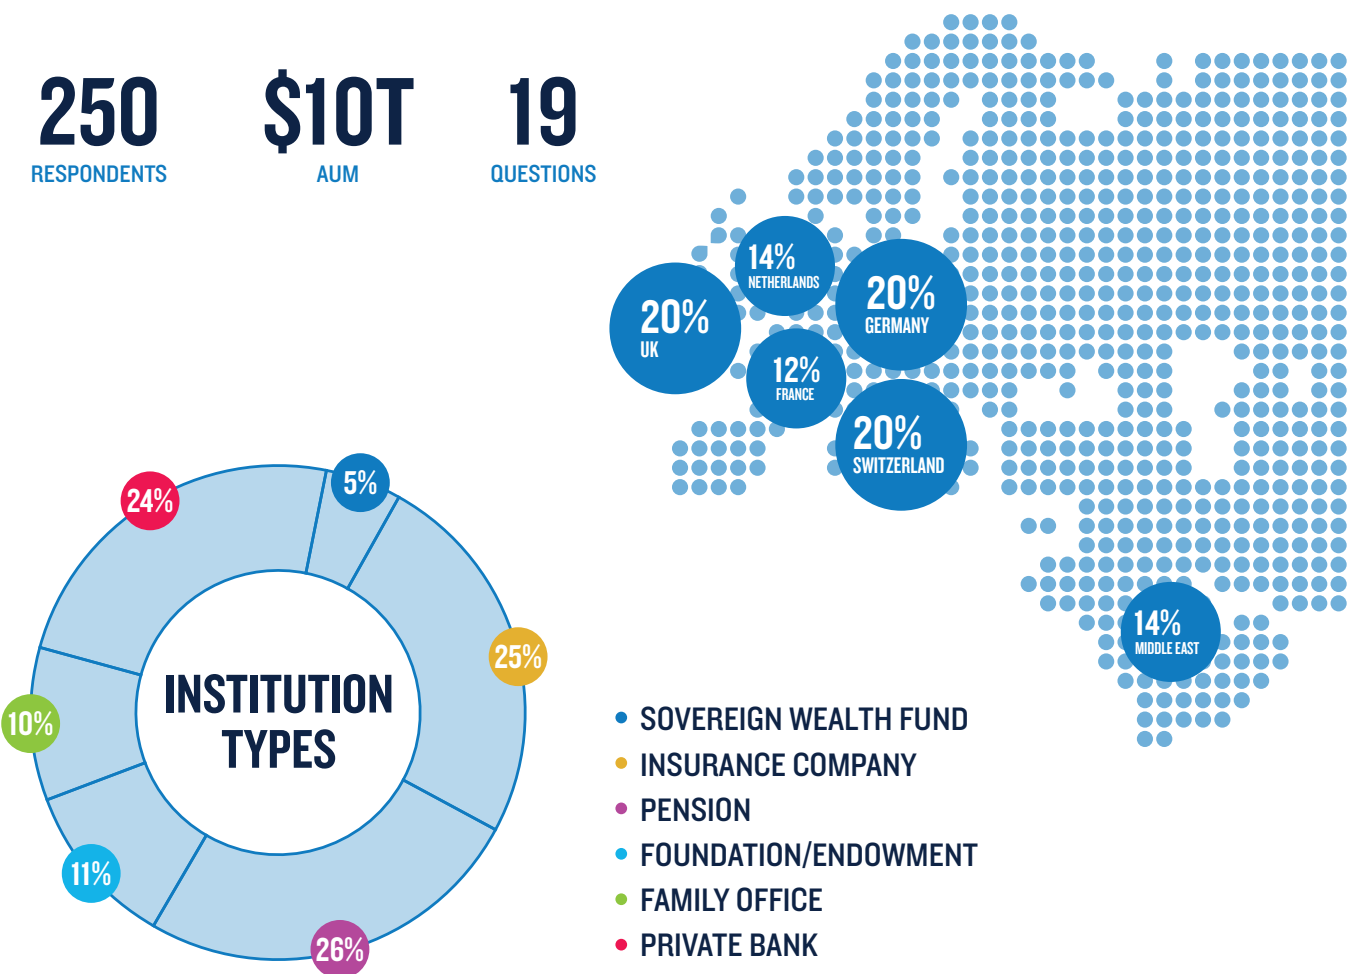 250
RESPONDENTS
$10T
AUM
19
QUESTIONS
14%
NETHERLANDS
20%
GERMANY
20%
UK
12%
FRANCE
20%
SWITZERLAND
14%
MIDDLE EAST
5%
24%
25%
10%
11%
26%
INSTITUTION
TYPES
SOVEREIGN WEALTH FUND
INSURANCE COMPANY
PENSION
FOUNDATION/ENDOWMENT
FAMILY OFFICE
PRIVATE BANK